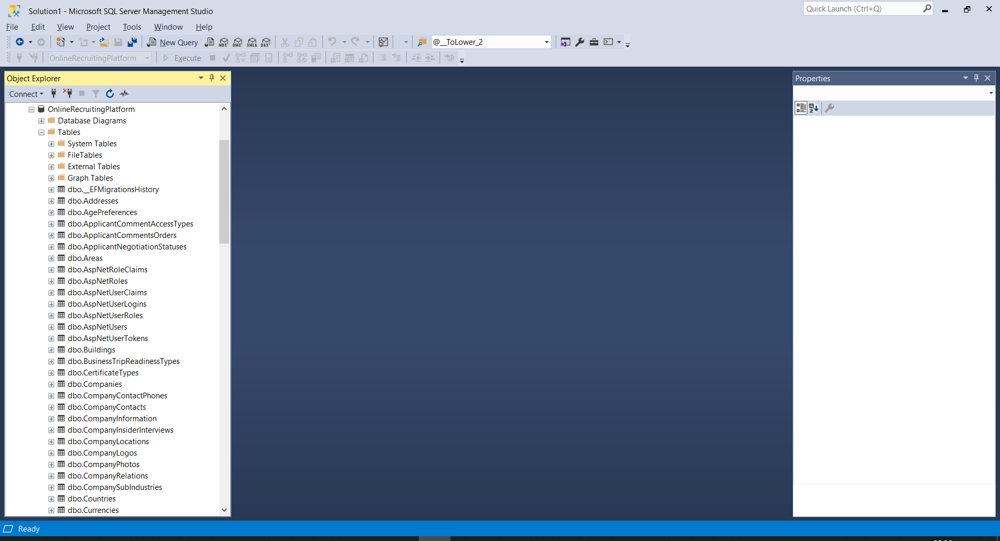 Solution1 - Microsoft SQL Server Management Studio
Quick Launch (Ctrl+Q)
File Edit View Project Tools Window Help
New Query MDX DMX XMLA DAX @__ToLower_2
OnlineRecruitingPlatform Execute
Object Explorer
Connect
OnlineRecruitingPlatform
Database Diagrams
Tables
System Tables
FileTables
External Tables
Graph Tables
dbo.__EFMigrationsHistory
dbo.Addresses
dbo.AgePreferences
dbo.ApplicantCommentAccessTypes
dbo.ApplicantCommentsOrders
dbo.ApplicantNegotiationStatuses
dbo.Areas
dbo.AspNetRoleClaims
dbo.AspNetRoles
dbo.AspNetUserClaims
dbo.AspNetUserLogins
dbo.AspNetUserRoles
dbo.AspNetUsers
dbo.AspNetUserTokens
dbo.Buildings
dbo.BusinessTripReadinessTypes
dbo.CertificateTypes
dbo.Companies
dbo.CompanyContactPhones
dbo.CompanyContacts
dbo.CompanyInformation
dbo.CompanyInsiderInterviews
dbo.CompanyLocations
dbo.CompanyLogos
dbo.CompanyPhotos
dbo.CompanyRelations
dbo.CompanySubIndustries
dbo.Countries
dbo.Currencies
Properties
Ready